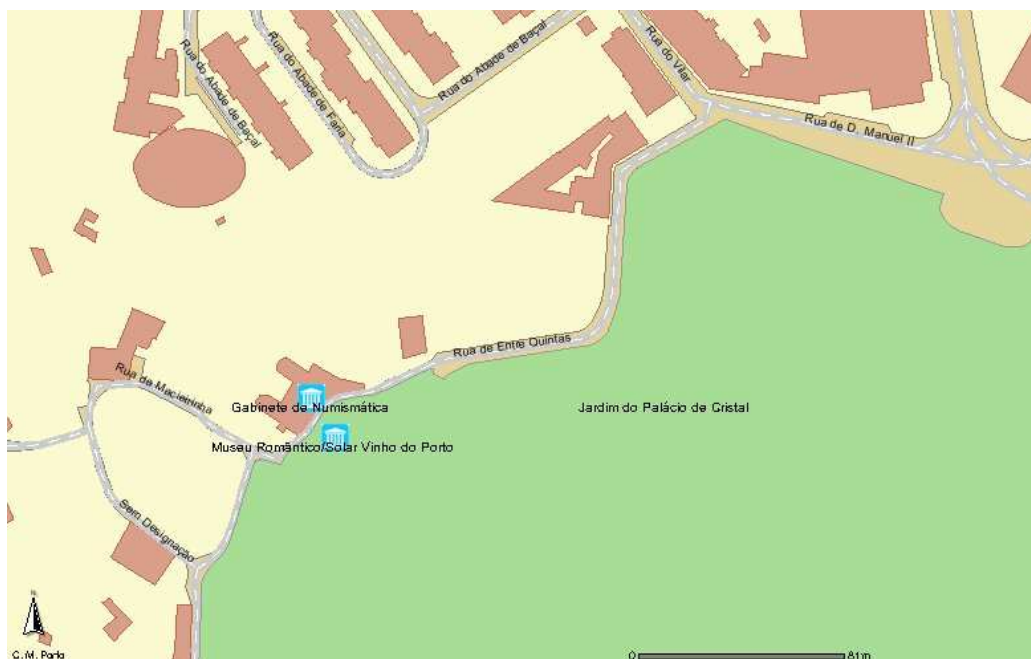 Rua do Abade de Baçal
Rua do Abade de Faria
Rua do Abade de Baçal
Rua do Vilar
Rua de D. Manuel II
Rua de Entre Quintas
Rua da Macieirinha
Gabinete de Numismática
Jardim do Palácio de Cristal
Museu Romântico/Solar Vinho do Porto
Sem Designação
N
C. M. Porto
0
81m